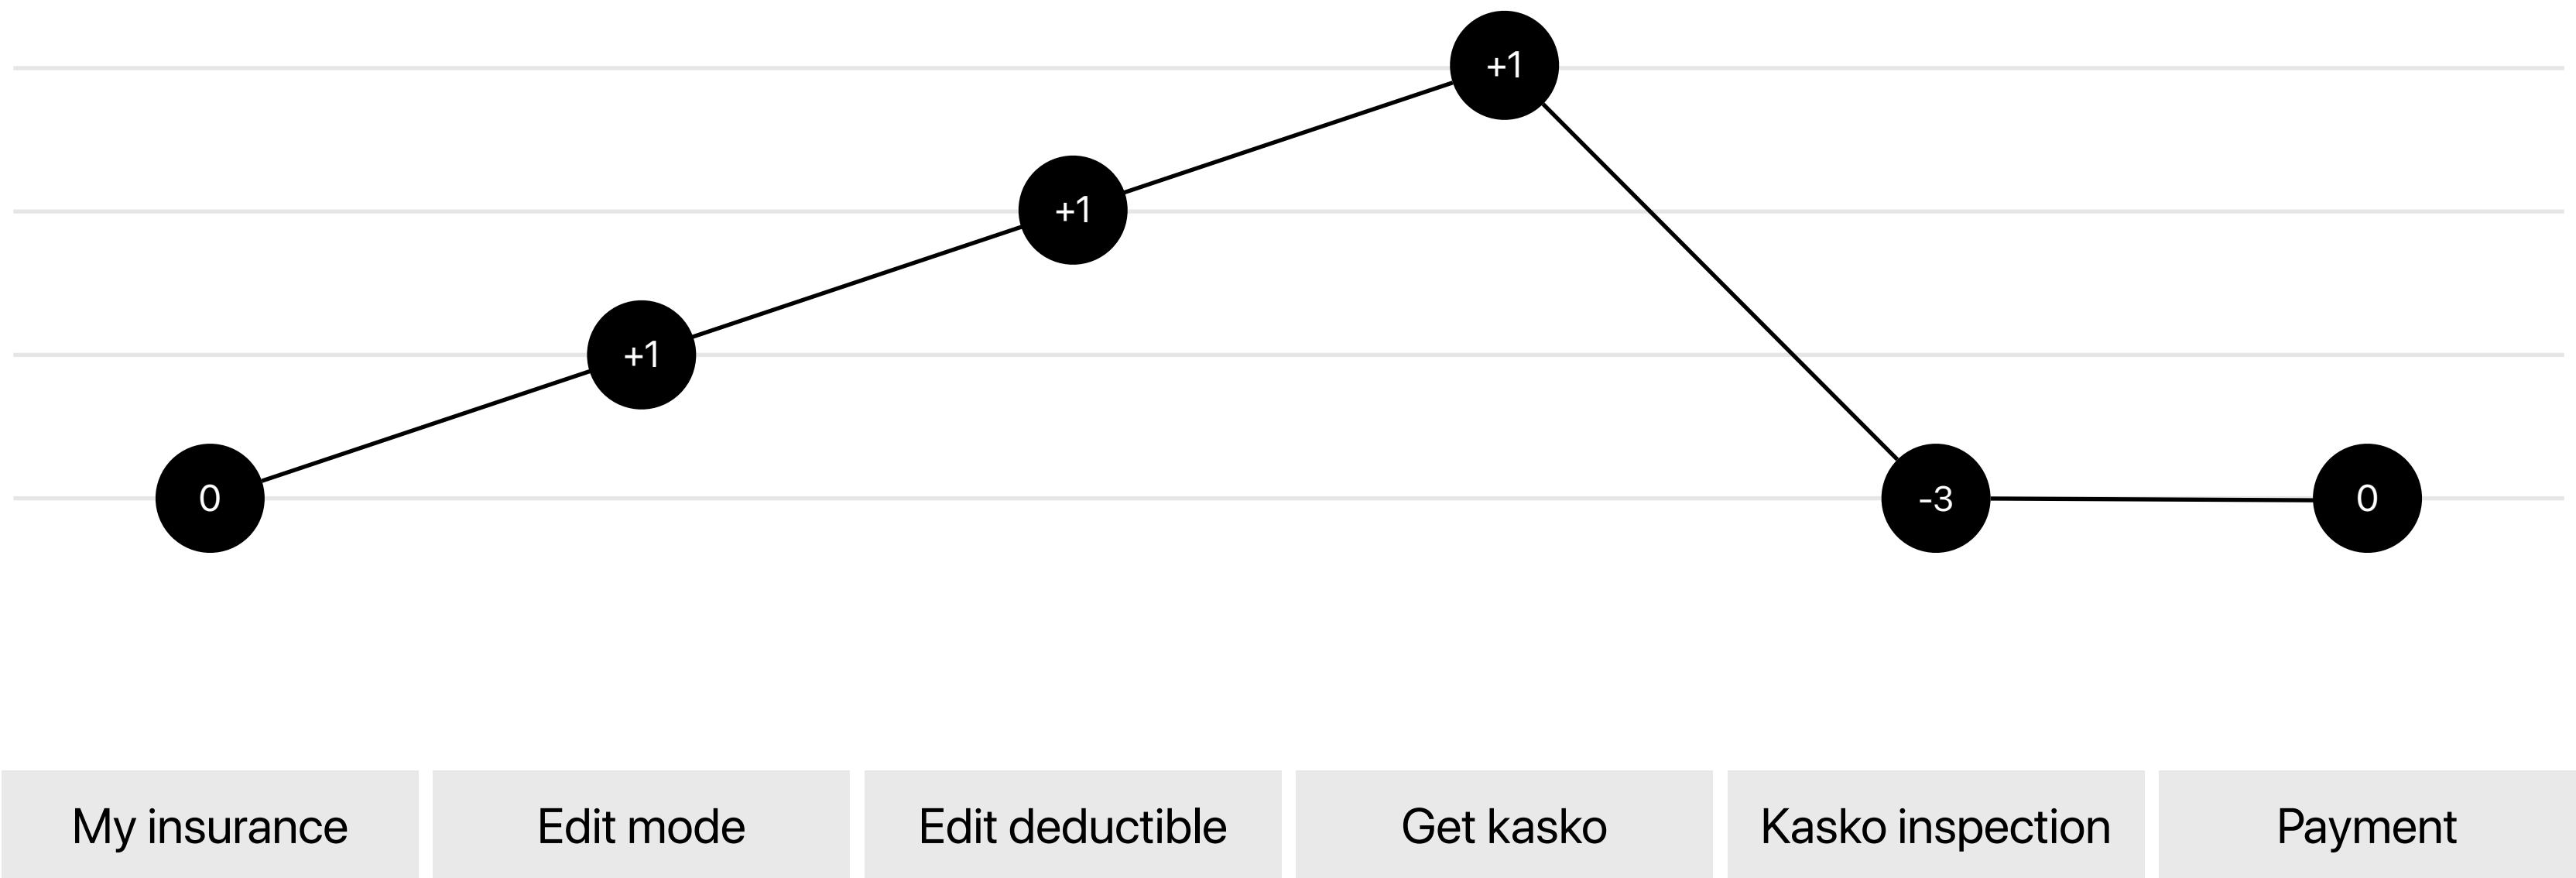 +1
+1
+1
0
-3
0
My insurance
Edit mode
Edit deductible
Get kasko
Kasko inspection
Payment